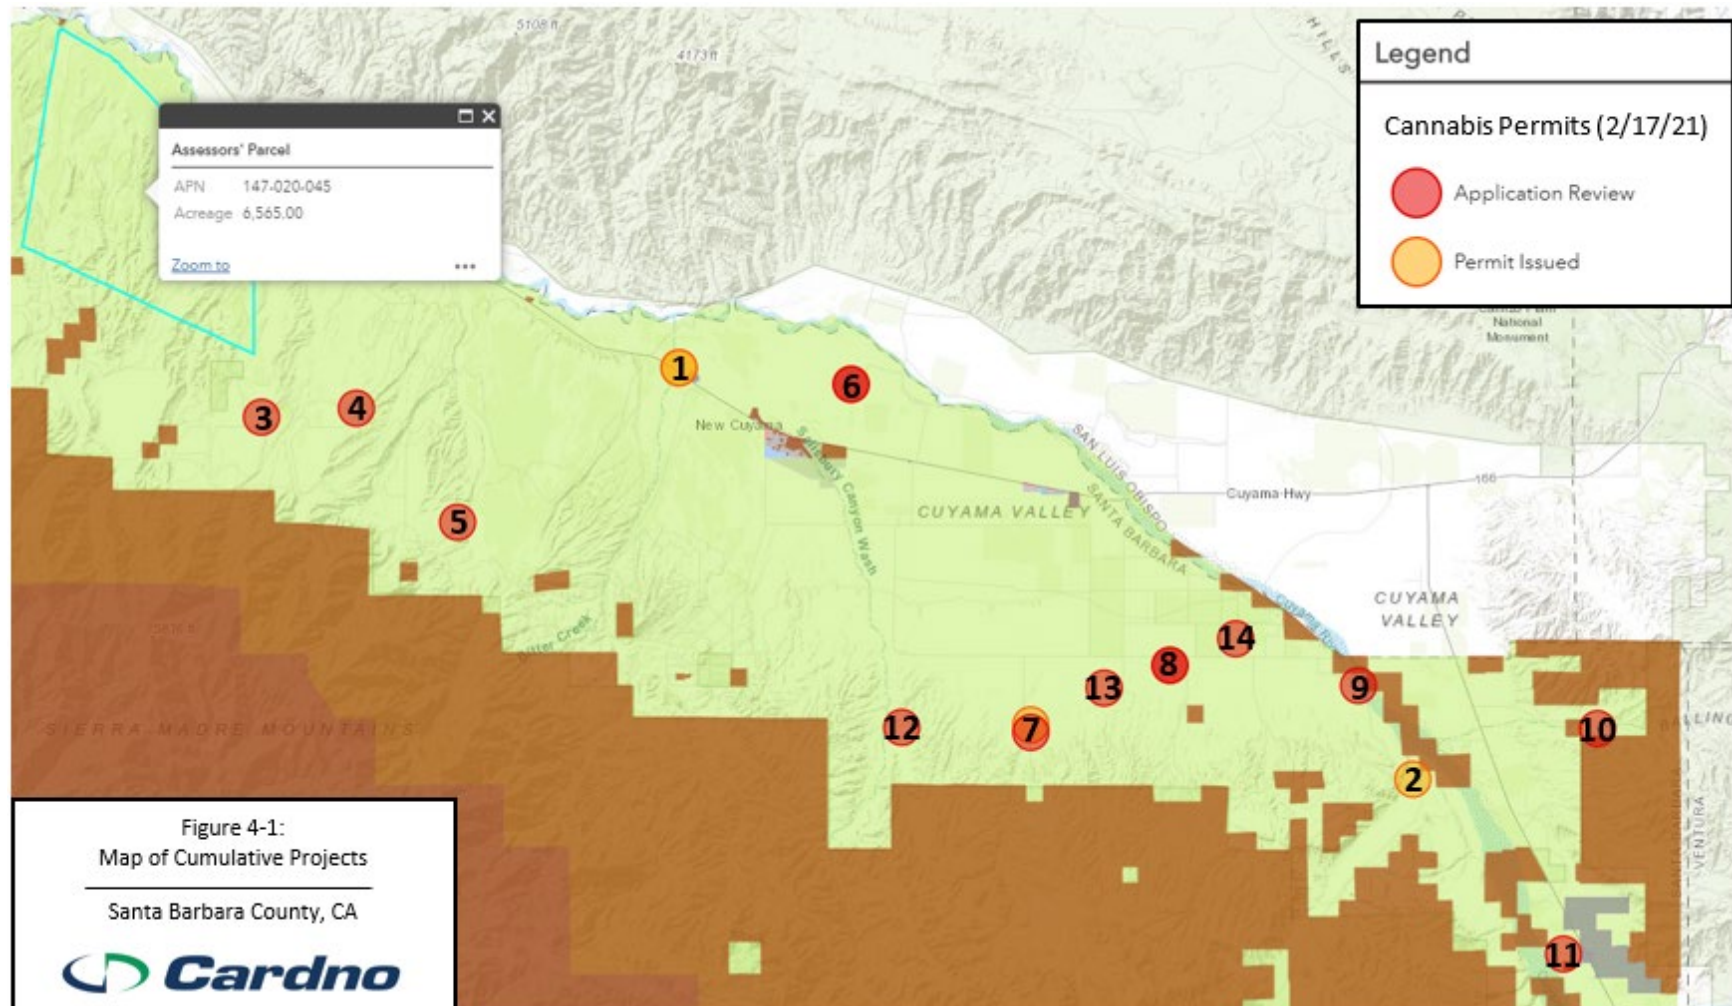 5108 ft
4173 ft
HILLS
Legend
Cannabis Permits (2/17/21)
Application Review
Permit Issued
Assessors' Parcel
APN 147-020-045
Acreage 6,565.00
Zoom to
National
Monument
1
6
3
4
New Cuyama
Salisbury Canyon Wash
SAN LUIS OBISPO
SANTA BARBARA
166
Cuyama Hwy
5
CUYAMA VALLEY
CUYAMA
VALLEY
Bitter Creek
14
8
13
9
12
7
10
SIERRA MADRE MOUNTAINS
2
SANTA BARBARA
VENTURA
11
Figure 4-1:
Map of Cumulative Projects
Santa Barbara County, CA
Cardno